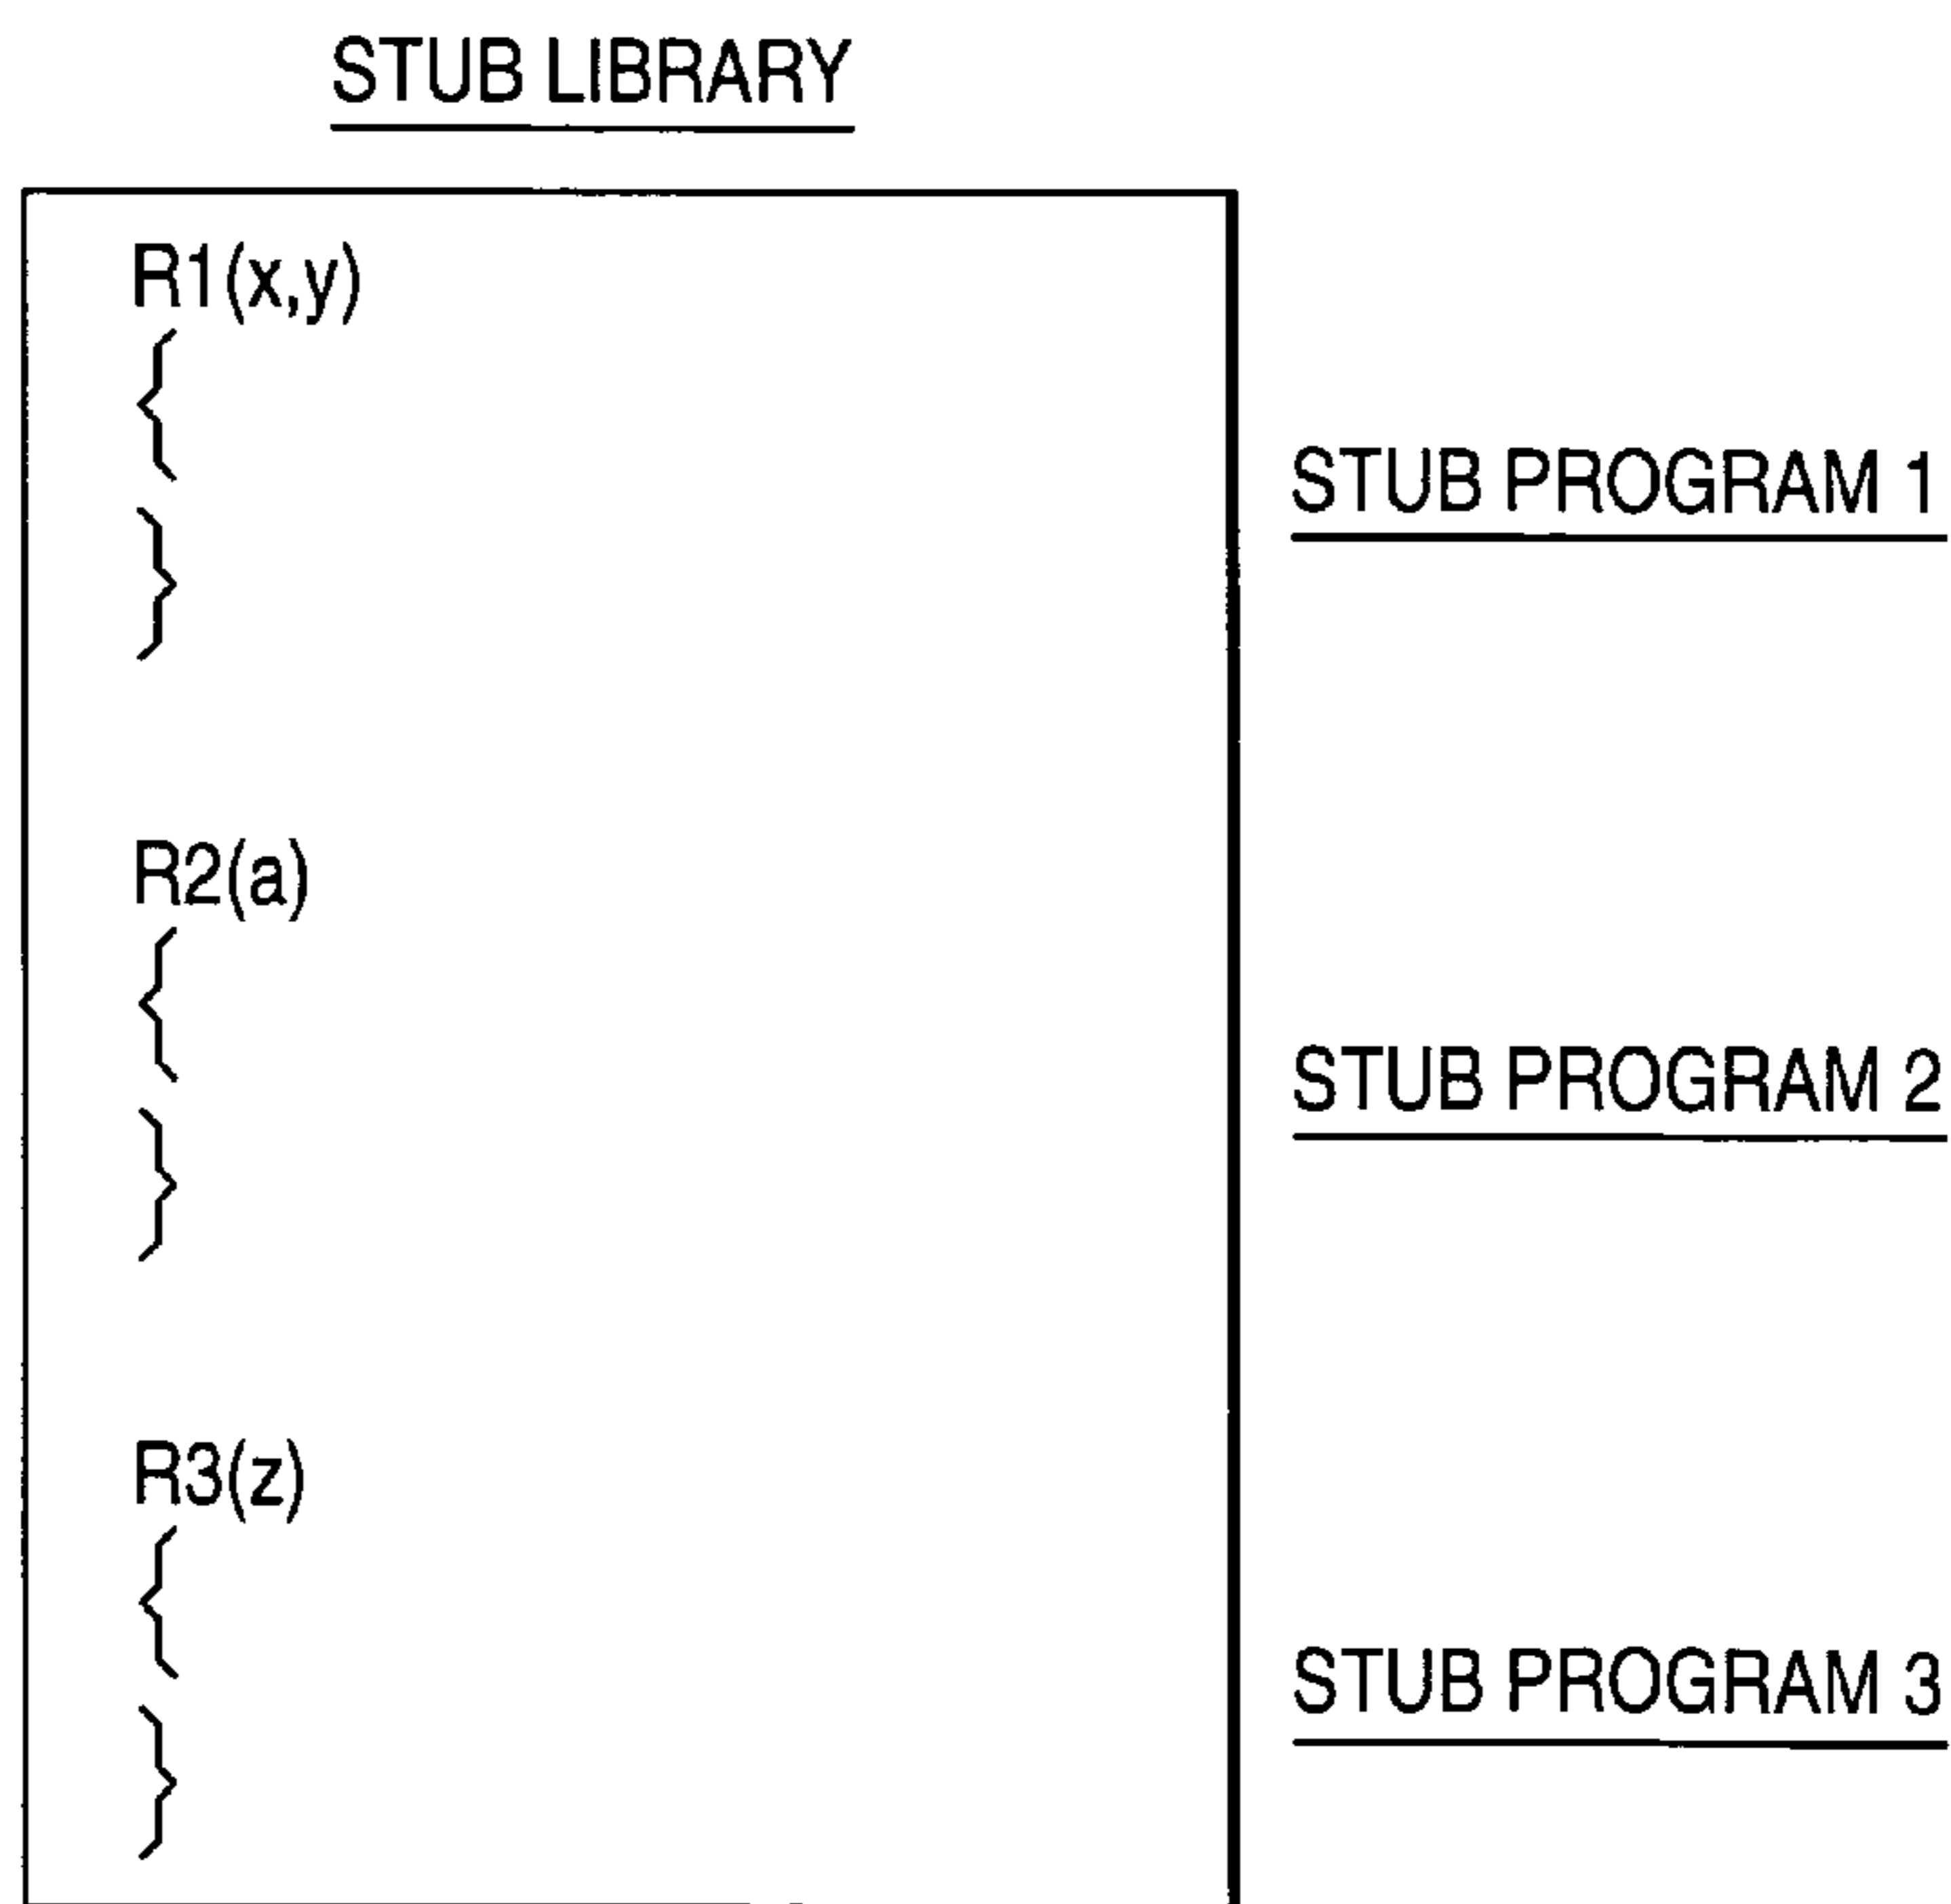 STUB LIBRARY
R1(x,y)
{
}
STUB PROGRAM 1
R2(a)
{
}
STUB PROGRAM 2
R3(z)
{
}
STUB PROGRAM 3